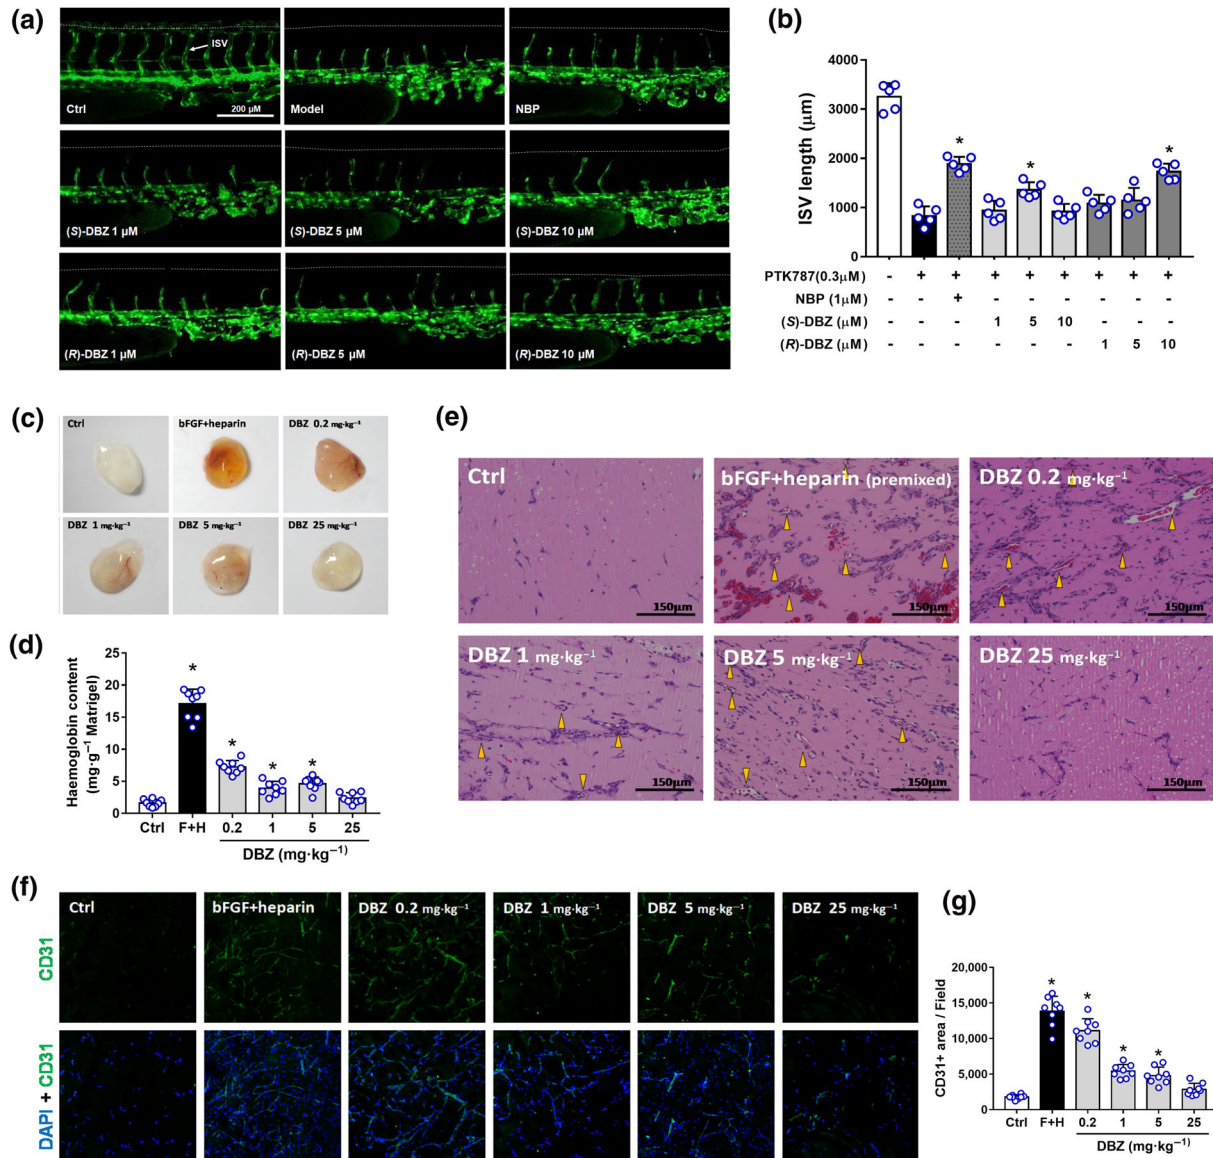 (a)
ISV
Ctrl
200 μM
Model
NBP
(S)-DBZ 1 μM
(S)-DBZ 5 μM
(S)-DBZ 10 μM
(R)-DBZ 1 μM
(R)-DBZ 5 μM
(R)-DBZ 10 μM
(b)
ISV length (μm)
4000
3000
2000
1000
0
* * *
PTK787(0.3μM) - + + + + + + + +
NBP (1μM) - - + - - - - - -
(S)-DBZ (μM) - - - 1 5 10 - - -
(R)-DBZ (μM) - - - - - - 1 5 10
(c)
Ctrl
bFGF+heparin
DBZ 0.2 mg·kg⁻¹
DBZ 1 mg·kg⁻¹
DBZ 5 mg·kg⁻¹
DBZ 25 mg·kg⁻¹
(d)
Haemoglobin content
(mg·g⁻¹ Matrigel)
25
20
15
10
5
0
* * * *
Ctrl F+H 0.2 1 5 25
DBZ (mg·kg⁻¹)
(e)
Ctrl
150μm
bFGF+heparin (premixed)
150μm
DBZ 0.2 mg·kg⁻¹
150μm
DBZ 1 mg·kg⁻¹
150μm
DBZ 5 mg·kg⁻¹
150μm
DBZ 25 mg·kg⁻¹
150μm
(f)
CD31
DAPI + CD31
Ctrl
bFGF+heparin
DBZ 0.2 mg·kg⁻¹
DBZ 1 mg·kg⁻¹
DBZ 5 mg·kg⁻¹
DBZ 25 mg·kg⁻¹
(g)
CD31+ area / Field
20,000
15,000
10,000
5,000
0
* * * *
Ctrl F+H 0.2 1 5 25
DBZ (mg·kg⁻¹)